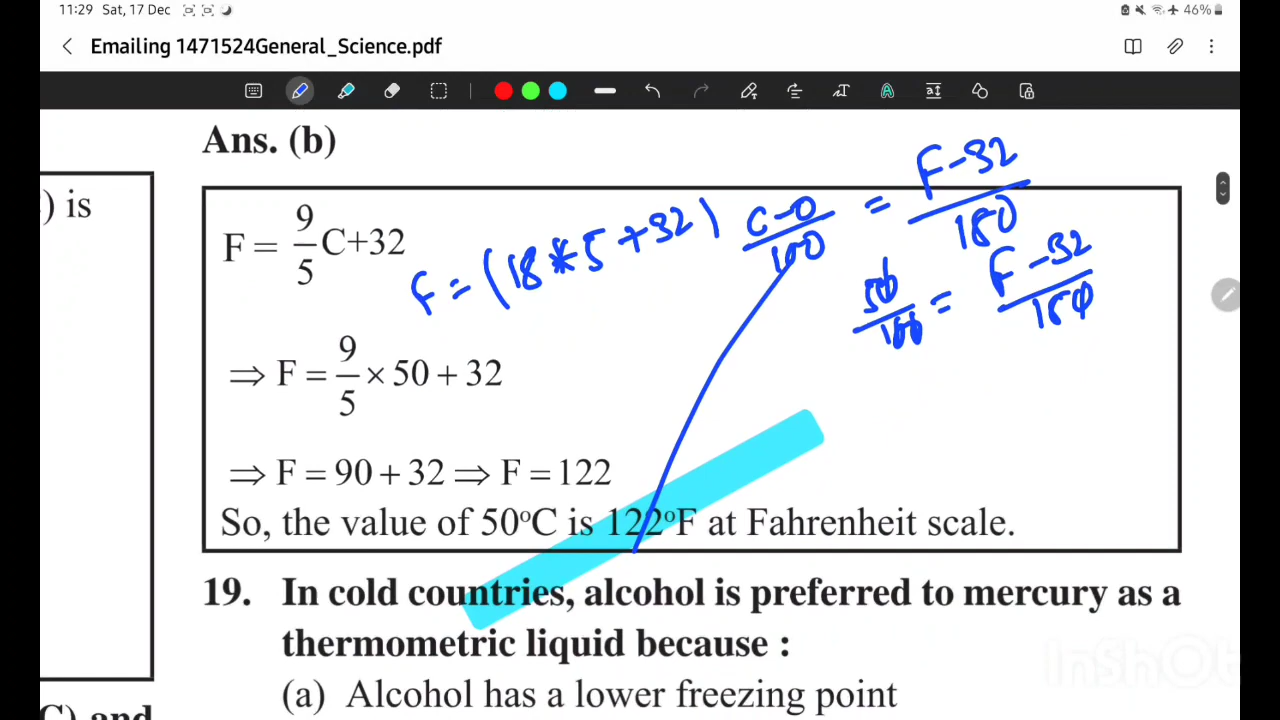 11:29 Sat, 17 Dec 46%
Emailing 1471524General_Science.pdf
Ans. (b)
) is
F = 9/5 C+32
F = (18*5+32) C-0/100 = F-32/180
50/100 = F-32/180
⇒ F = 9/5 × 50 + 32
⇒ F = 90 + 32 ⇒ F = 122
So, the value of 50°C is 122°F at Fahrenheit scale.
19. In cold countries, alcohol is preferred to mercury as a
thermometric liquid because :
(a) Alcohol has a lower freezing point
C) and
InShOt